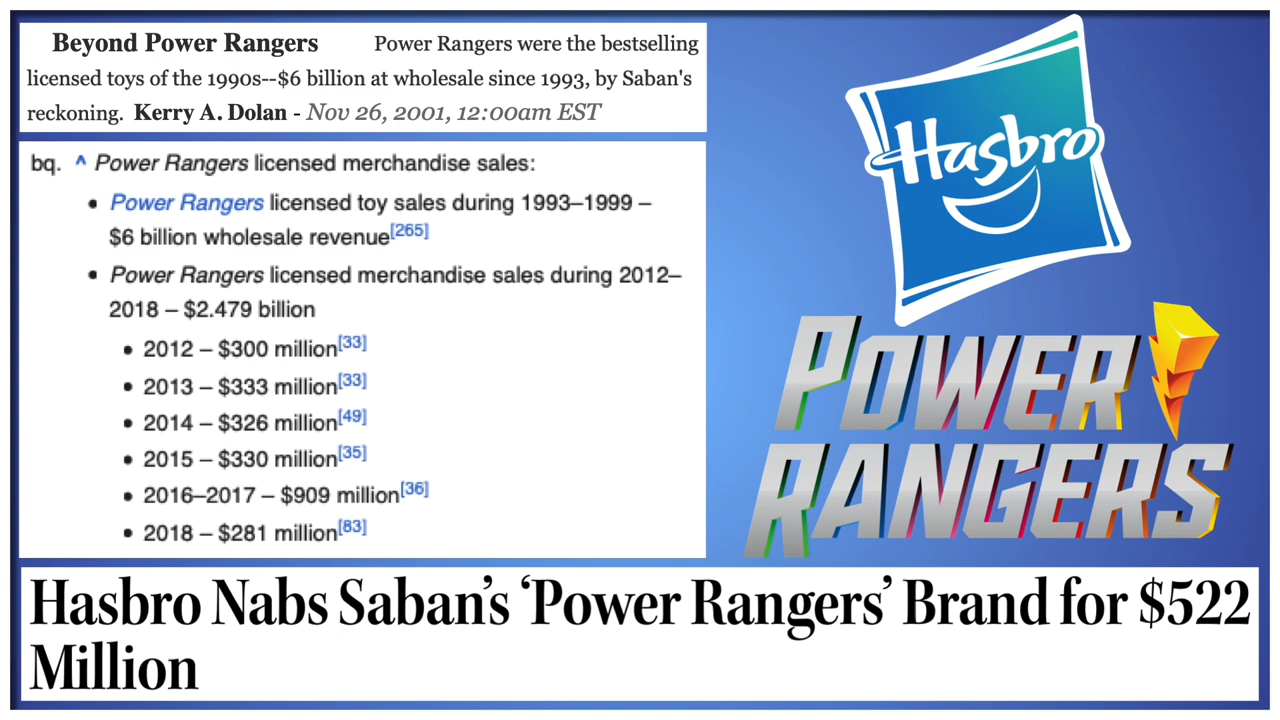 Beyond Power Rangers Power Rangers were the bestselling
licensed toys of the 1990s--$6 billion at wholesale since 1993, by Saban's
reckoning. Kerry A. Dolan - Nov 26, 2001, 12:00am EST
bq. ^ Power Rangers licensed merchandise sales:
• Power Rangers licensed toy sales during 1993–1999 –
$6 billion wholesale revenue[265]
• Power Rangers licensed merchandise sales during 2012–
2018 – $2.479 billion
• 2012 – $300 million[33]
• 2013 – $333 million[33]
• 2014 – $326 million[49]
• 2015 – $330 million[35]
• 2016–2017 – $909 million[36]
• 2018 – $281 million[83]
Hasbro
POWER
RANGERS
Hasbro Nabs Saban's ‘Power Rangers’ Brand for $522
Million